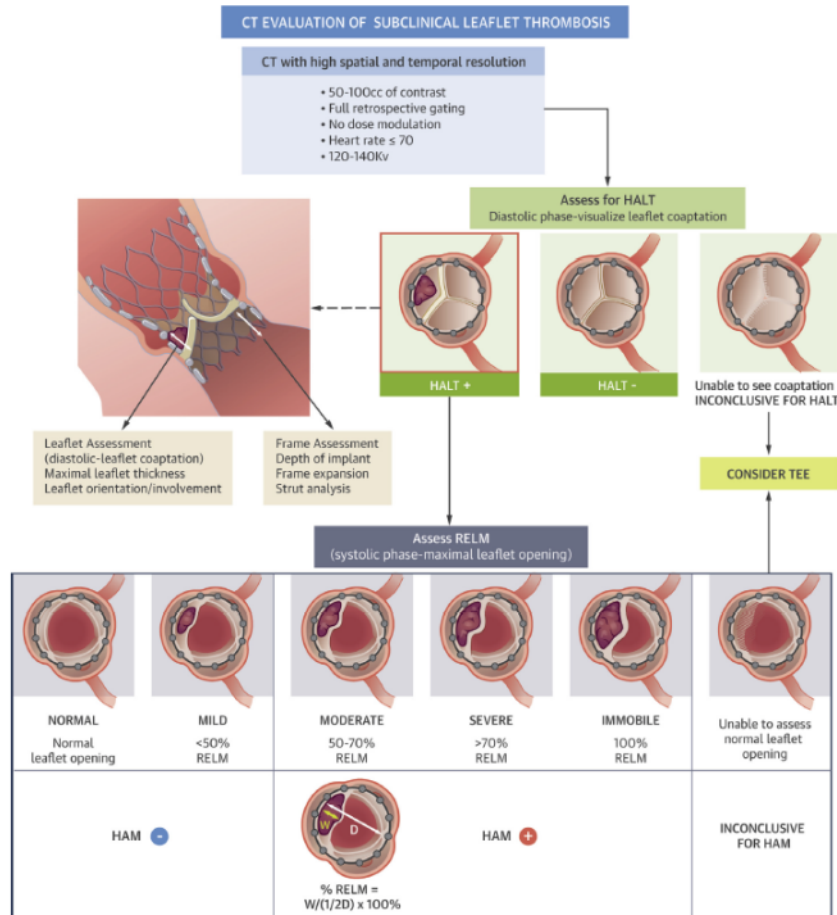 CT EVALUATION OF SUBCLINICAL LEAFLET THROMBOSIS
CT with high spatial and temporal resolution
• 50-100cc of contrast
• Full retrospective gating
• No dose modulation
• Heart rate ≤ 70
• 120-140Kv
Assess for HALT
Diastolic phase-visualize leaflet coaptation
HALT +
HALT -
Unable to see coaptation
INCONCLUSIVE FOR HALT
Leaflet Assessment
(diastolic-leaflet coaptation)
Maximal leaflet thickness
Leaflet orientation/involvement
Frame Assessment
Depth of implant
Frame expansion
Strut analysis
CONSIDER TEE
Assess RELM
(systolic phase-maximal leaflet opening)
NORMAL
Normal
leaflet opening
MILD
<50%
RELM
MODERATE
50-70%
RELM
SEVERE
>70%
RELM
IMMOBILE
100%
RELM
Unable to assess
normal leaflet
opening
HAM -
W
D
% RELM =
W/(1/2D) x 100%
HAM +
INCONCLUSIVE
FOR HAM